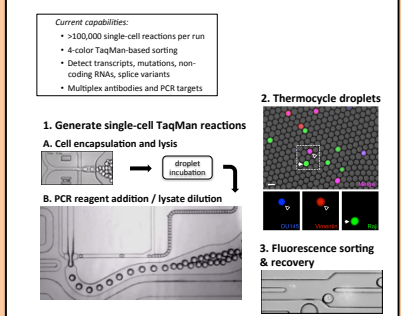 Current capabilities:
• >100,000 single-cell reactions per run
• 4-color TaqMan-based sorting
• Detect transcripts, mutations, non-
coding RNAs, splice variants
• Multiplex antibodies and PCR targets
1. Generate single-cell TaqMan reactions
A. Cell encapsulation and lysis
droplet
incubation
B. PCR reagent addition / lysate dilution
2. Thermocycle droplets
Merge
DU145
Vimentin
Raji
3. Fluorescence sorting
& recovery